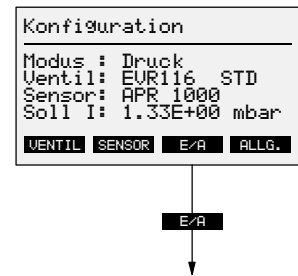 Konfiguration
Modus : Druck
Ventil: EVR116 STD
Sensor: APR 1000
Soll I: 1.33E+00 mbar
VENTIL SENSOR E/A ALLG.
E/A